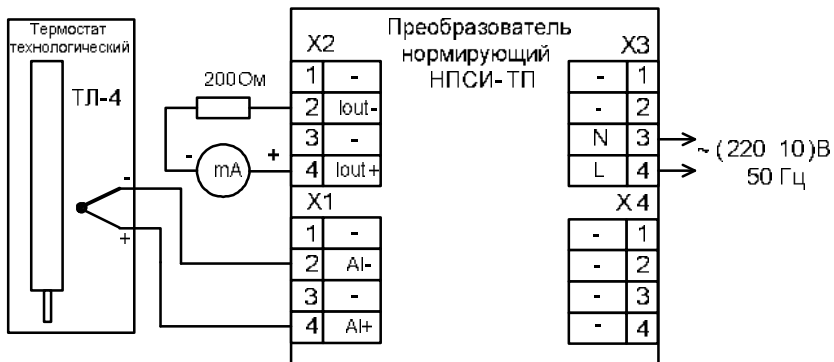 Термостат
технологический
ТЛ-4
-
+
200Ом
-
+
mA
Преобразователь
нормирующий
НПСИ-ТП
X2
1 -
2 Iout-
3 -
4 Iout+
X1
1 -
2 AI-
3 -
4 AI+
X3
- 1
- 2
N 3
L 4
~ (220 10)В
50 Гц
X4
- 1
- 2
- 3
- 4